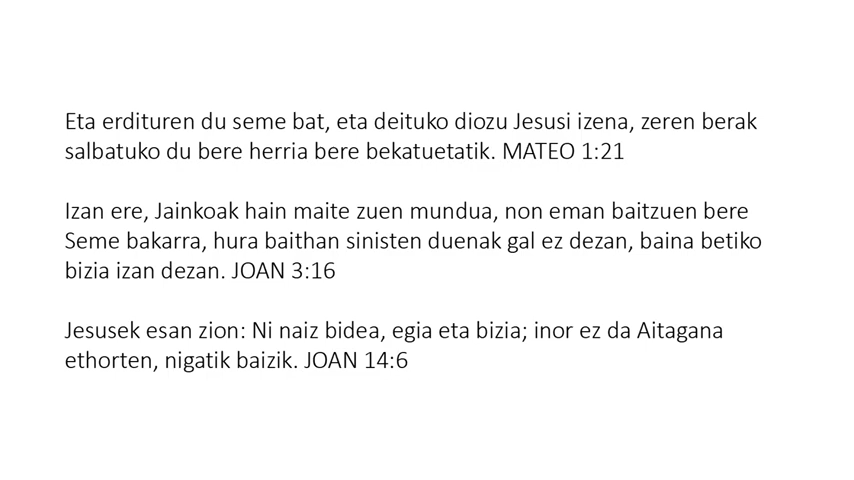 Eta erdituren du seme bat, eta deituko diozu Jesusi izena, zeren berak
salbatuko du bere herria bere bekatuetatik. MATEO 1:21
Izan ere, Jainkoak hain maite zuen mundua, non eman baitzuen bere
Seme bakarra, hura baithan sinisten duenak gal ez dezan, baina betiko
bizia izan dezan. JOAN 3:16
Jesusek esan zion: Ni naiz bidea, egia eta bizia; inor ez da Aitagana
ethorten, nigatik baizik. JOAN 14:6